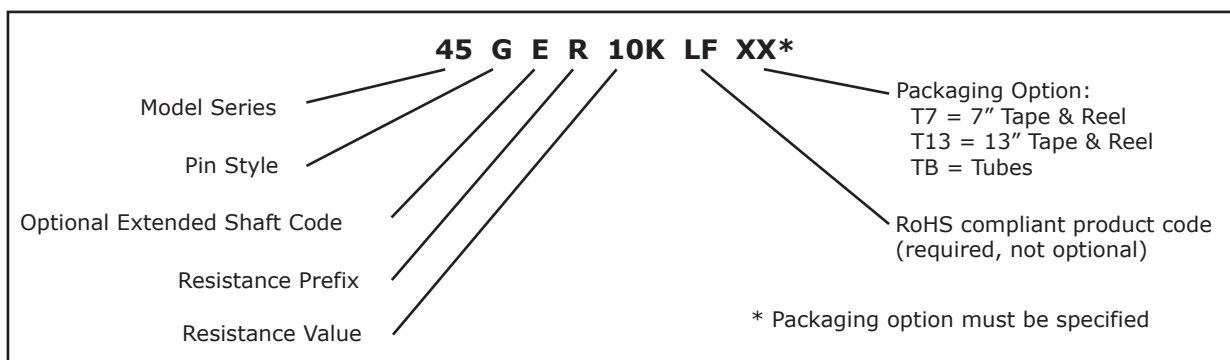 45 G E R 10K LF XX*
Model Series
Pin Style
Optional Extended Shaft Code
Resistance Prefix
Resistance Value
Packaging Option:
T7 = 7” Tape & Reel
T13 = 13” Tape & Reel
TB = Tubes
RoHS compliant product code
(required, not optional)
* Packaging option must be specified